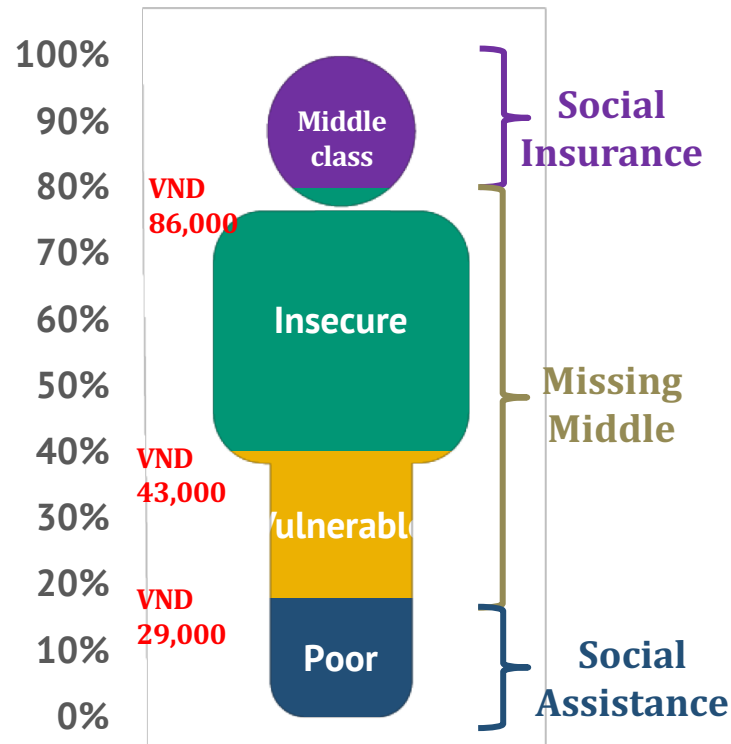 100%
90%
80%
70%
60%
50%
40%
30%
20%
10%
0%
VND
86,000
VND
43,000
VND
29,000
Middle
class
Insecure
Vulnerable
Poor
Social
Insurance
Missing
Middle
Social
Assistance